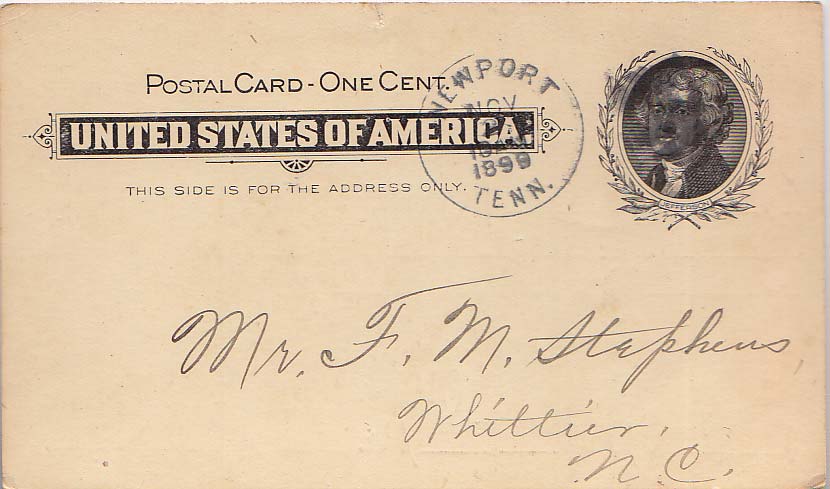 POSTAL CARD - ONE CENT.
UNITED STATES OF AMERICA.
THIS SIDE IS FOR THE ADDRESS ONLY.
NEWPORT
NOV
1899
TENN.
JEFFERSON
Mr. F. M. Stephens,
Whittier,
N. C.